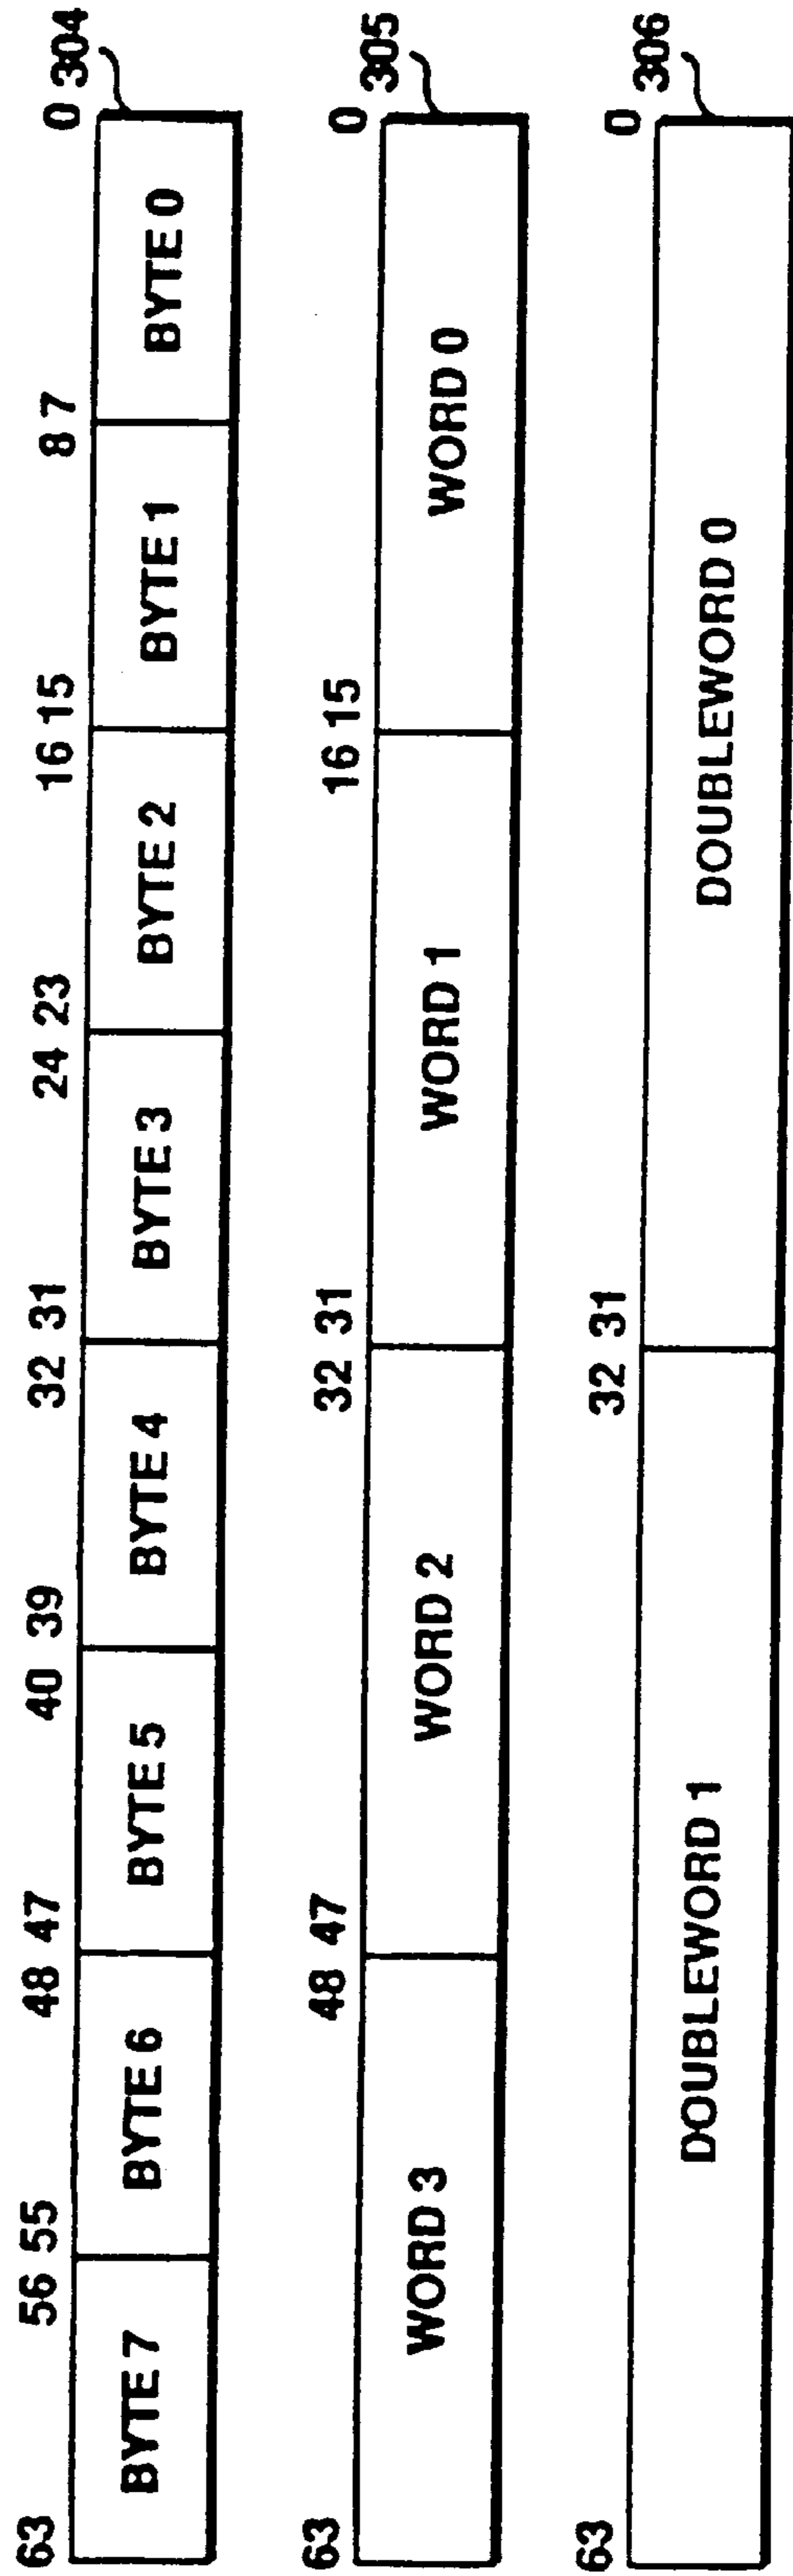 63 56 55 48 47 40 39 32 31 24 23 16 15 8 7 0 304
BYTE 7 BYTE 6 BYTE 5 BYTE 4 BYTE 3 BYTE 2 BYTE 1 BYTE 0
63 48 47 32 31 16 15 0 305
WORD 3 WORD 2 WORD 1 WORD 0
63 32 31 0 306
DOUBLEWORD 1 DOUBLEWORD 0